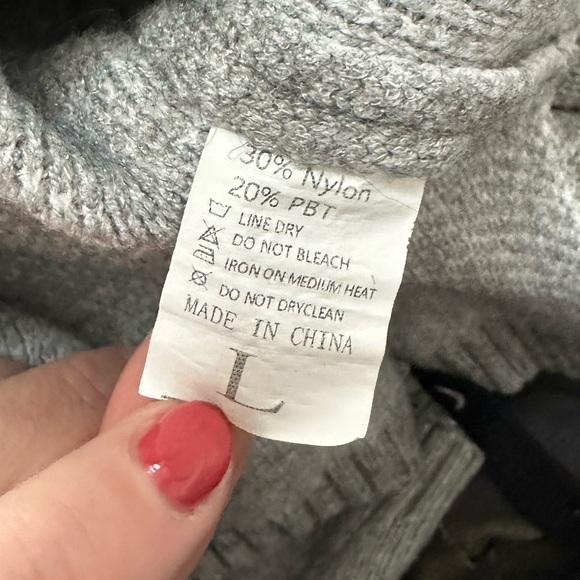 30% Nylon
20% PBT
LINE DRY
DO NOT BLEACH
IRON ON MEDIUM HEAT
DO NOT DRYCLEAN
MADE IN CHINA
L